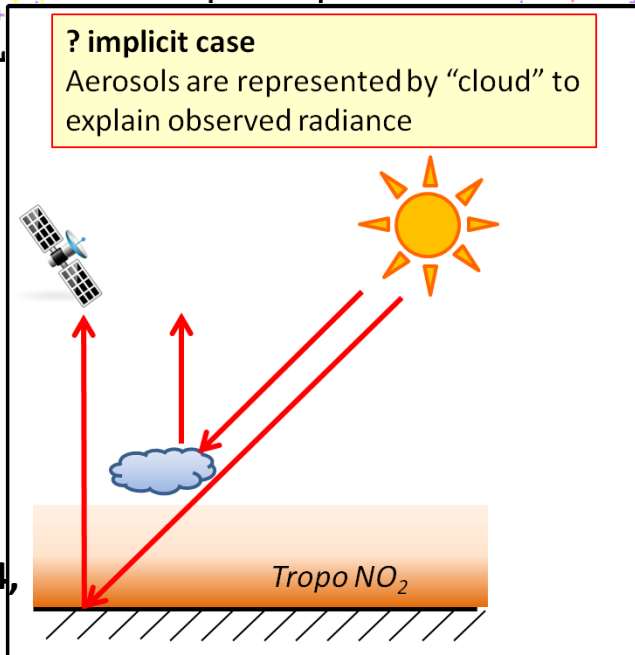 ? implicit case
Aerosols are represented by “cloud” to
explain observed radiance
Tropo NO₂